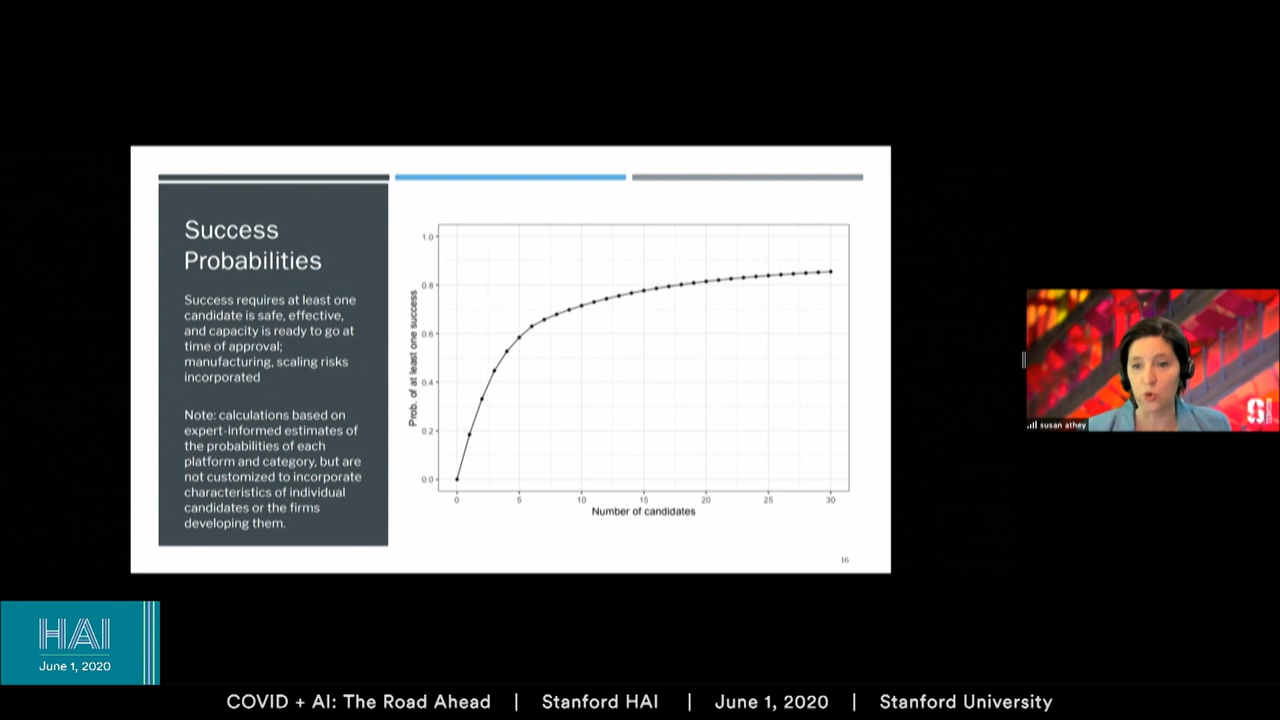 Success
Probabilities
Success requires at least one
candidate is safe, effective,
and capacity is ready to go at
time of approval;
manufacturing, scaling risks
incorporated
Note: calculations based on
expert-informed estimates of
the probabilities of each
platform and category, but are
not customized to incorporate
characteristics of individual
candidates or the firms
developing them.
Prob. of at least one success
1.0
0.8
0.6
0.4
0.2
0.0
0 5 10 15 20 25 30
Number of candidates
16
S
susan athey
HAI
June 1, 2020
COVID + AI: The Road Ahead | Stanford HAI | June 1, 2020 | Stanford University